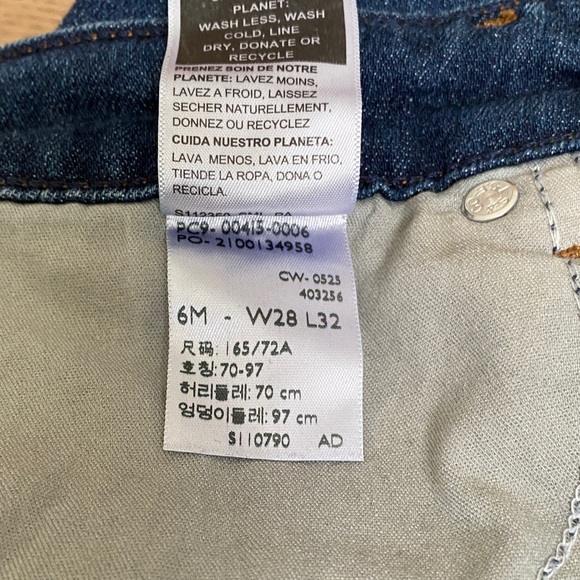 PLANET:
WASH LESS, WASH
COLD, LINE
DRY, DONATE OR
RECYCLE
PRENEZ SOIN DE NOTRE
PLANETE: LAVEZ MOINS,
LAVEZ A FROID, LAISSEZ
SECHER NATURELLEMENT,
DONNEZ OU RECYCLEZ
CUIDA NUESTRO PLANETA:
LAVA MENOS, LAVA EN FRIO,
TIENDE LA ROPA, DONA O
RECICLA.
PC9- 00415-0006
PO- 2100134958
CW- 0525
403256
6M - W28 L32
尺码: 165/72A
호칭: 70-97
허리둘레: 70 cm
엉덩이둘레: 97 cm
S110790 AD